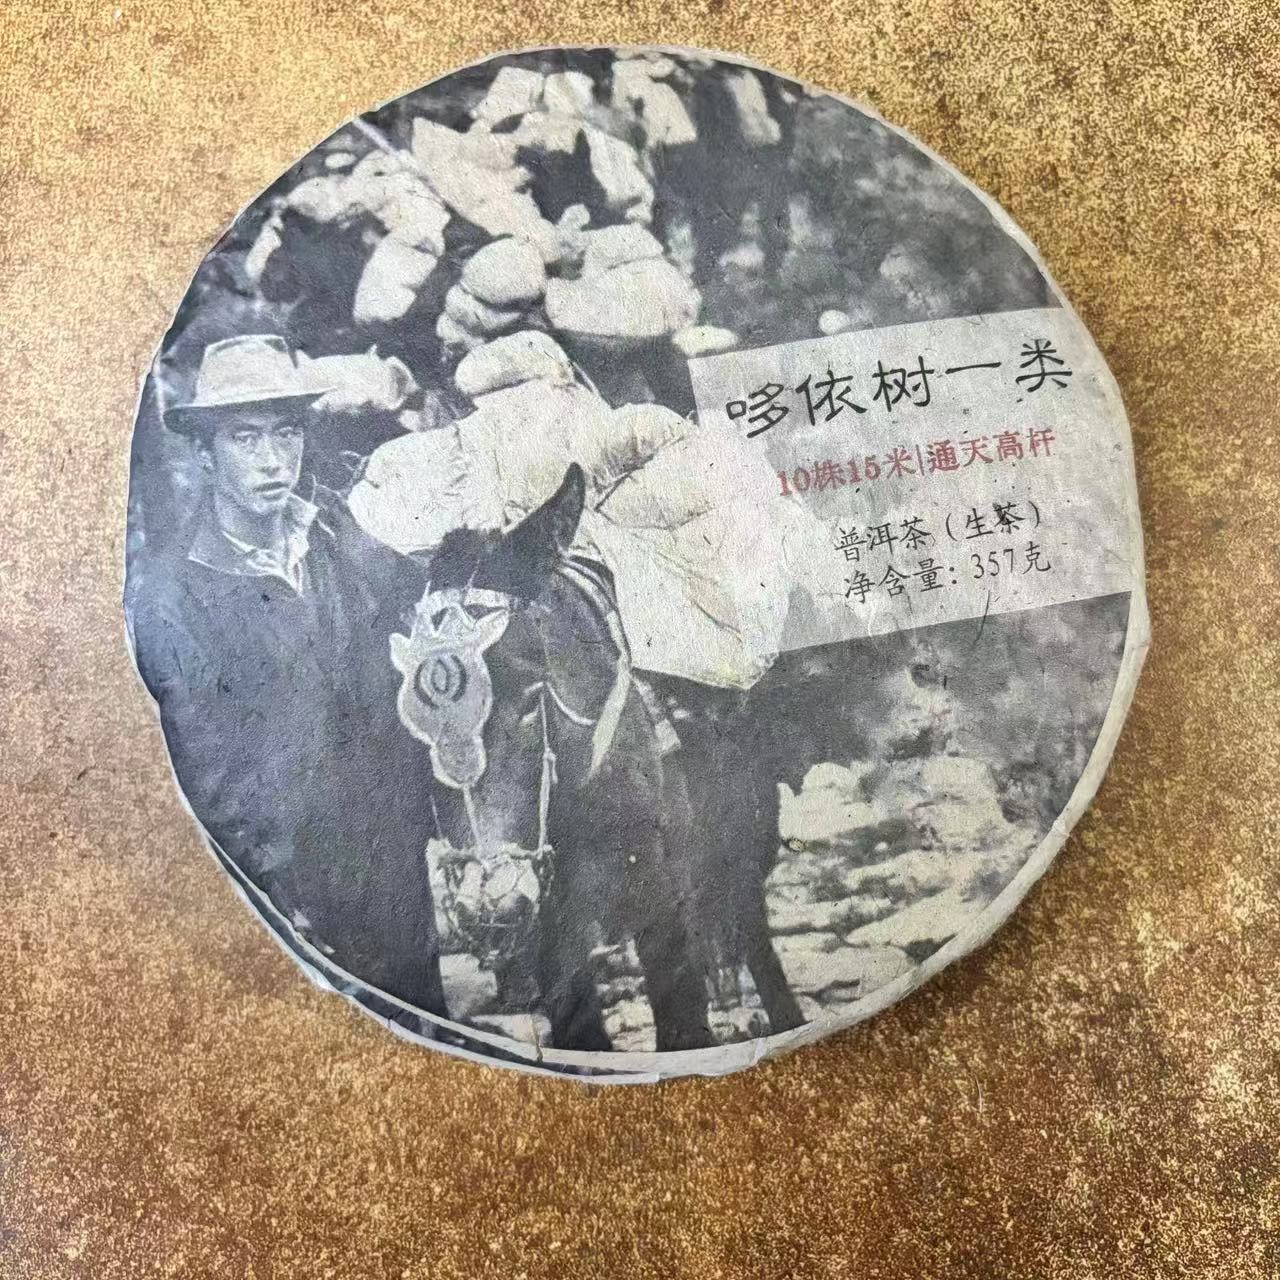 哆依树一类
10株15米|通天高杆
普洱茶（生茶）
净含量：357克